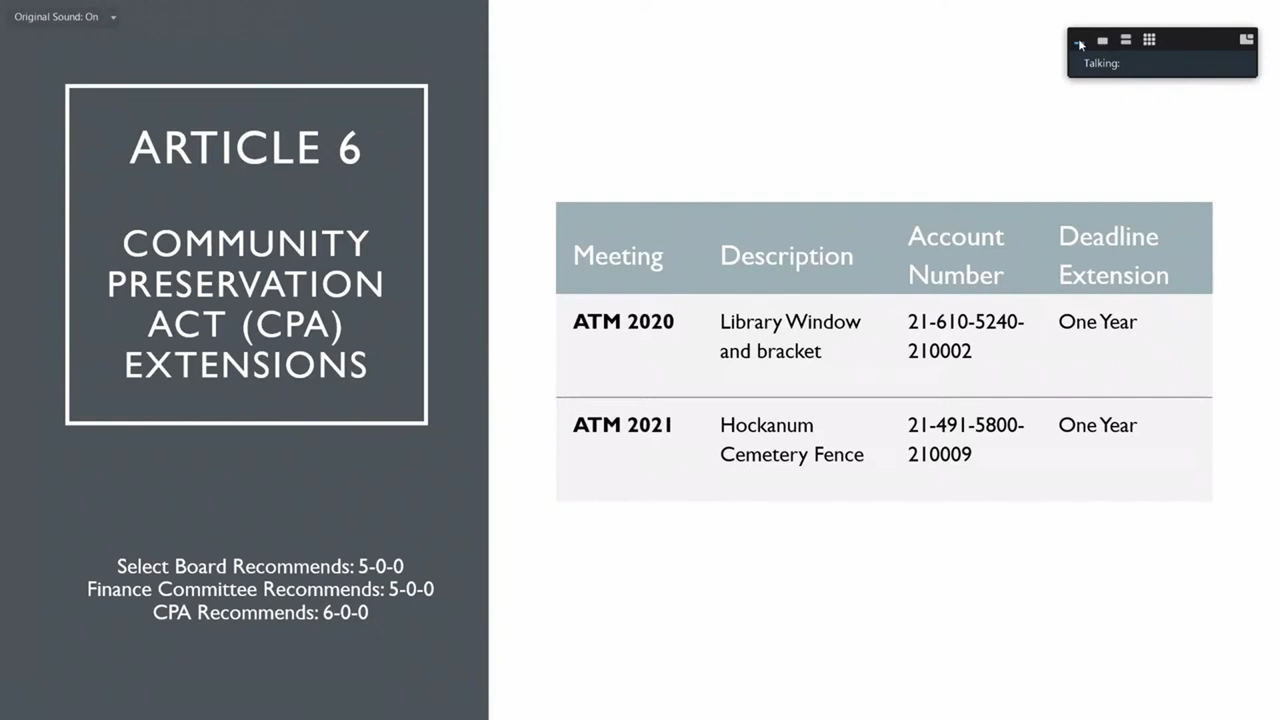 Original Sound: On
Talking:
ARTICLE 6
COMMUNITY
PRESERVATION
ACT (CPA)
EXTENSIONS
Select Board Recommends: 5-0-0
Finance Committee Recommends: 5-0-0
CPA Recommends: 6-0-0
Meeting Description Account Number Deadline Extension
ATM 2020 Library Window and bracket 21-610-5240-210002 One Year
ATM 2021 Hockanum Cemetery Fence 21-491-5800-210009 One Year